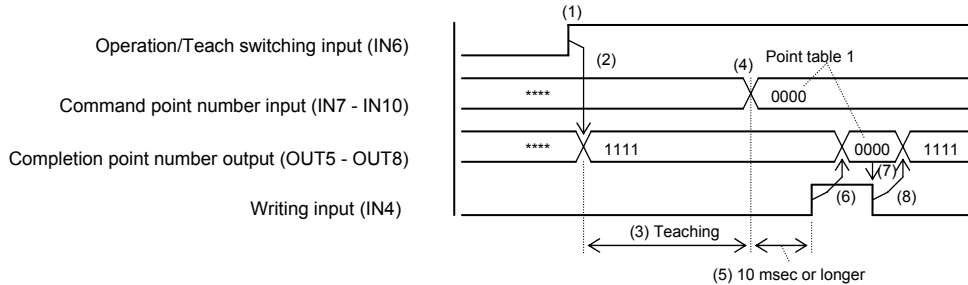 (1)
Operation/Teach switching input (IN6)
(2)
(4)
Point table 1
Command point number input (IN7 - IN10)
****
0000
Completion point number output (OUT5 - OUT8)
****
1111
0000
1111
(7)
Writing input (IN4)
(6)
(8)
(3) Teaching
(5) 10 msec or longer